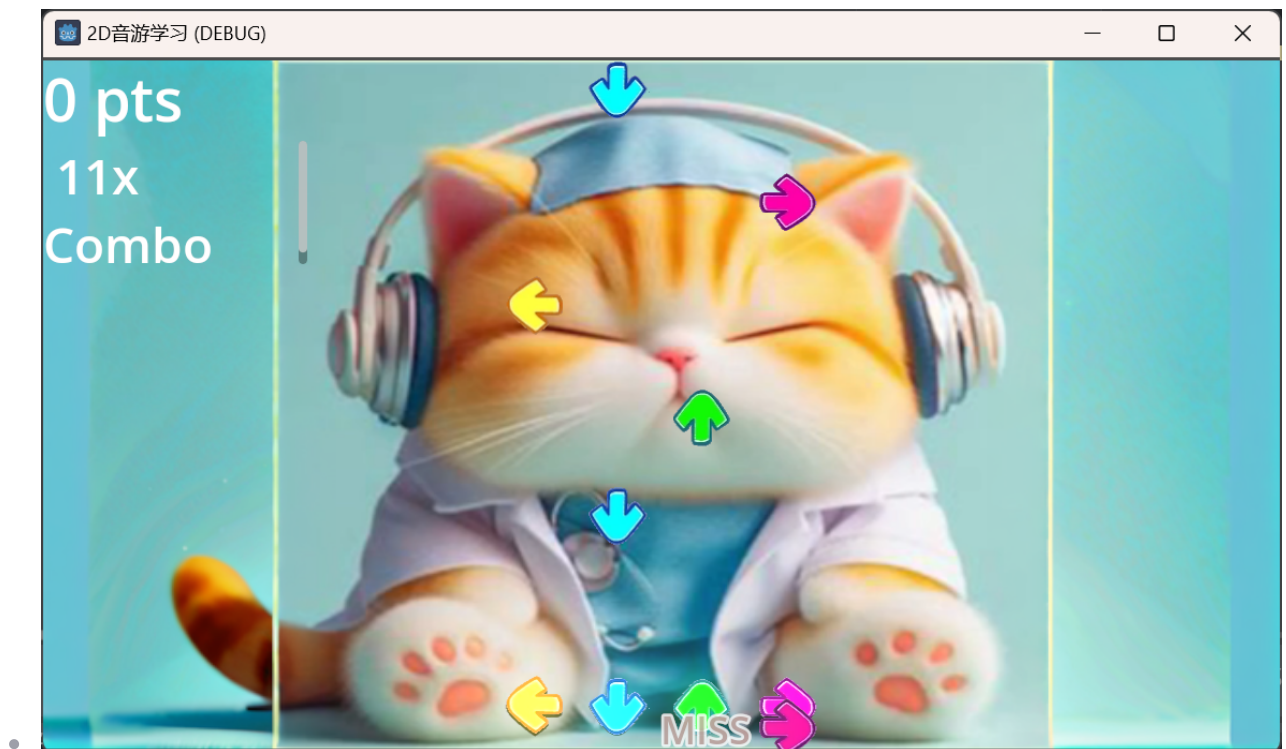 2D音游学习 (DEBUG)
0 pts
11x
Combo
MISS